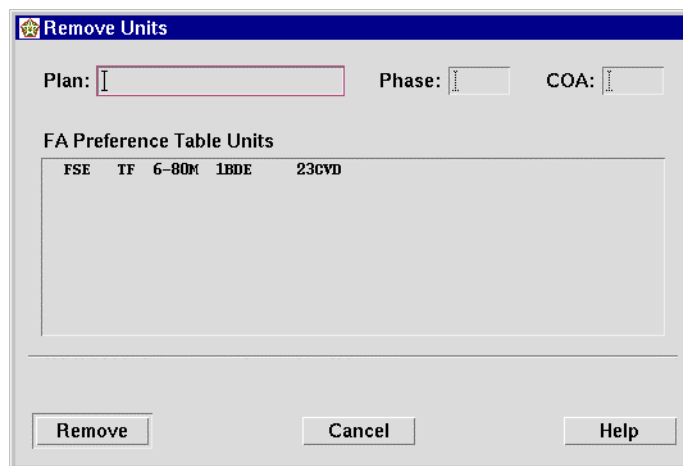 Remove Units
Plan: Phase: COA:
FA Preference Table Units
FSE TF 6-80M 1BDE 23CVD
Remove Cancel Help